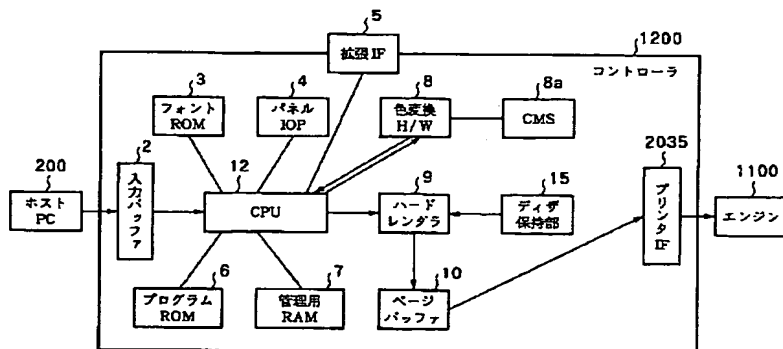 5
拡張IF
1200
コントローラ
3
フォント
ROM
4
パネル
IOP
8
色変換
H/W
8a
CMS
2
入力バッファ
200
ホスト
PC
12
CPU
9
ハード
レンダラ
15
ディザ
保持部
2035
プリンタIF
1100
エンジン
6
プログラム
ROM
7
管理用
RAM
10
ページ
バッファ